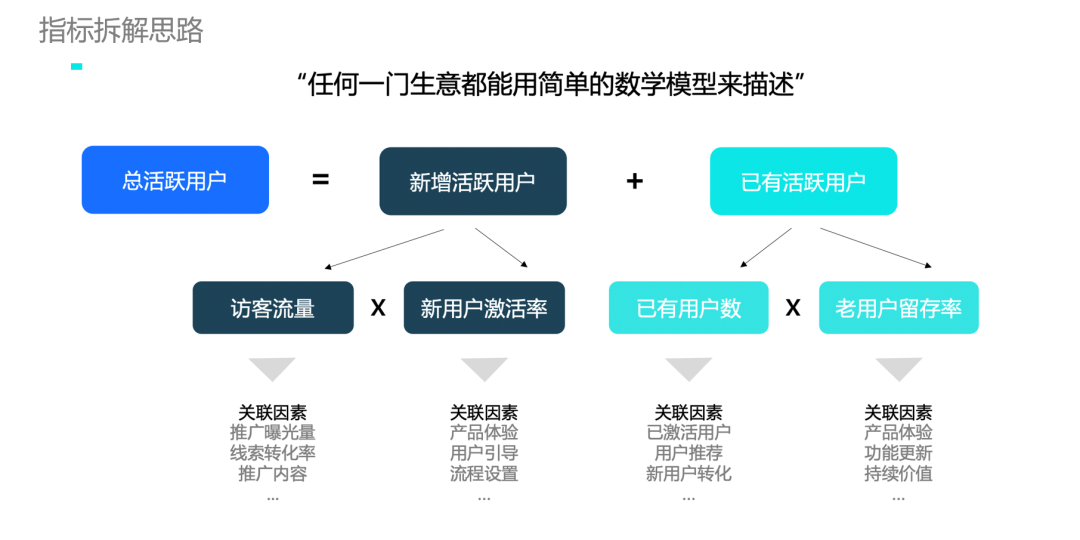 指标拆解思路
“任何一门生意都能用简单的数学模型来描述”
总活跃用户 = 新增活跃用户 + 已有活跃用户
访客流量 X 新用户激活率 已有用户数 X 老用户留存率
关联因素 关联因素 关联因素 关联因素
推广曝光量 产品体验 已激活用户 产品体验
线索转化率 用户引导 用户推荐 功能更新
推广内容 流程设置 新用户转化 持续价值
... ... ... ...